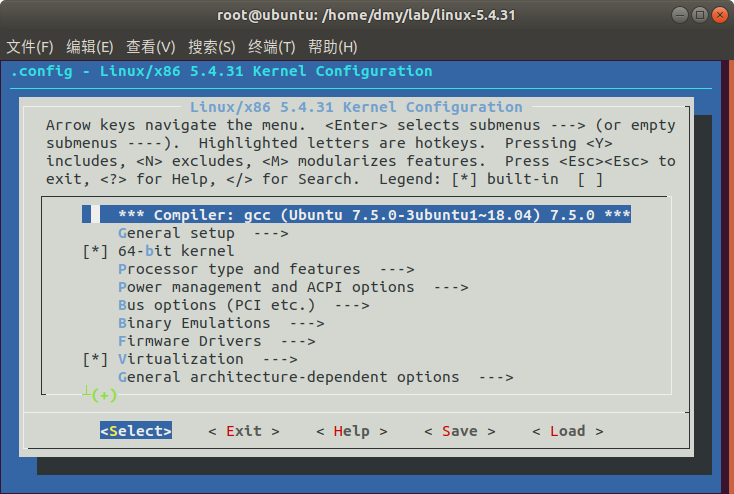 root@ubuntu: /home/dmy/lab/linux-5.4.31
文件(F) 编辑(E) 查看(V) 搜索(S) 终端(T) 帮助(H)
.config - Linux/x86 5.4.31 Kernel Configuration
Linux/x86 5.4.31 Kernel Configuration
Arrow keys navigate the menu.  <Enter> selects submenus ---> (or empty
submenus ----).  Highlighted letters are hotkeys.  Pressing <Y>
includes, <N> excludes, <M> modularizes features.  Press <Esc><Esc> to
exit, <?> for Help, </> for Search.  Legend: [*] built-in  [ ]
*** Compiler: gcc (Ubuntu 7.5.0-3ubuntu1~18.04) 7.5.0 ***
General setup  --->
[*] 64-bit kernel
Processor type and features  --->
Power management and ACPI options  --->
Bus options (PCI etc.)  --->
Binary Emulations  --->
Firmware Drivers  --->
[*] Virtualization  --->
General architecture-dependent options  --->
┴(+)
<Select>    < Exit >    < Help >    < Save >    < Load >